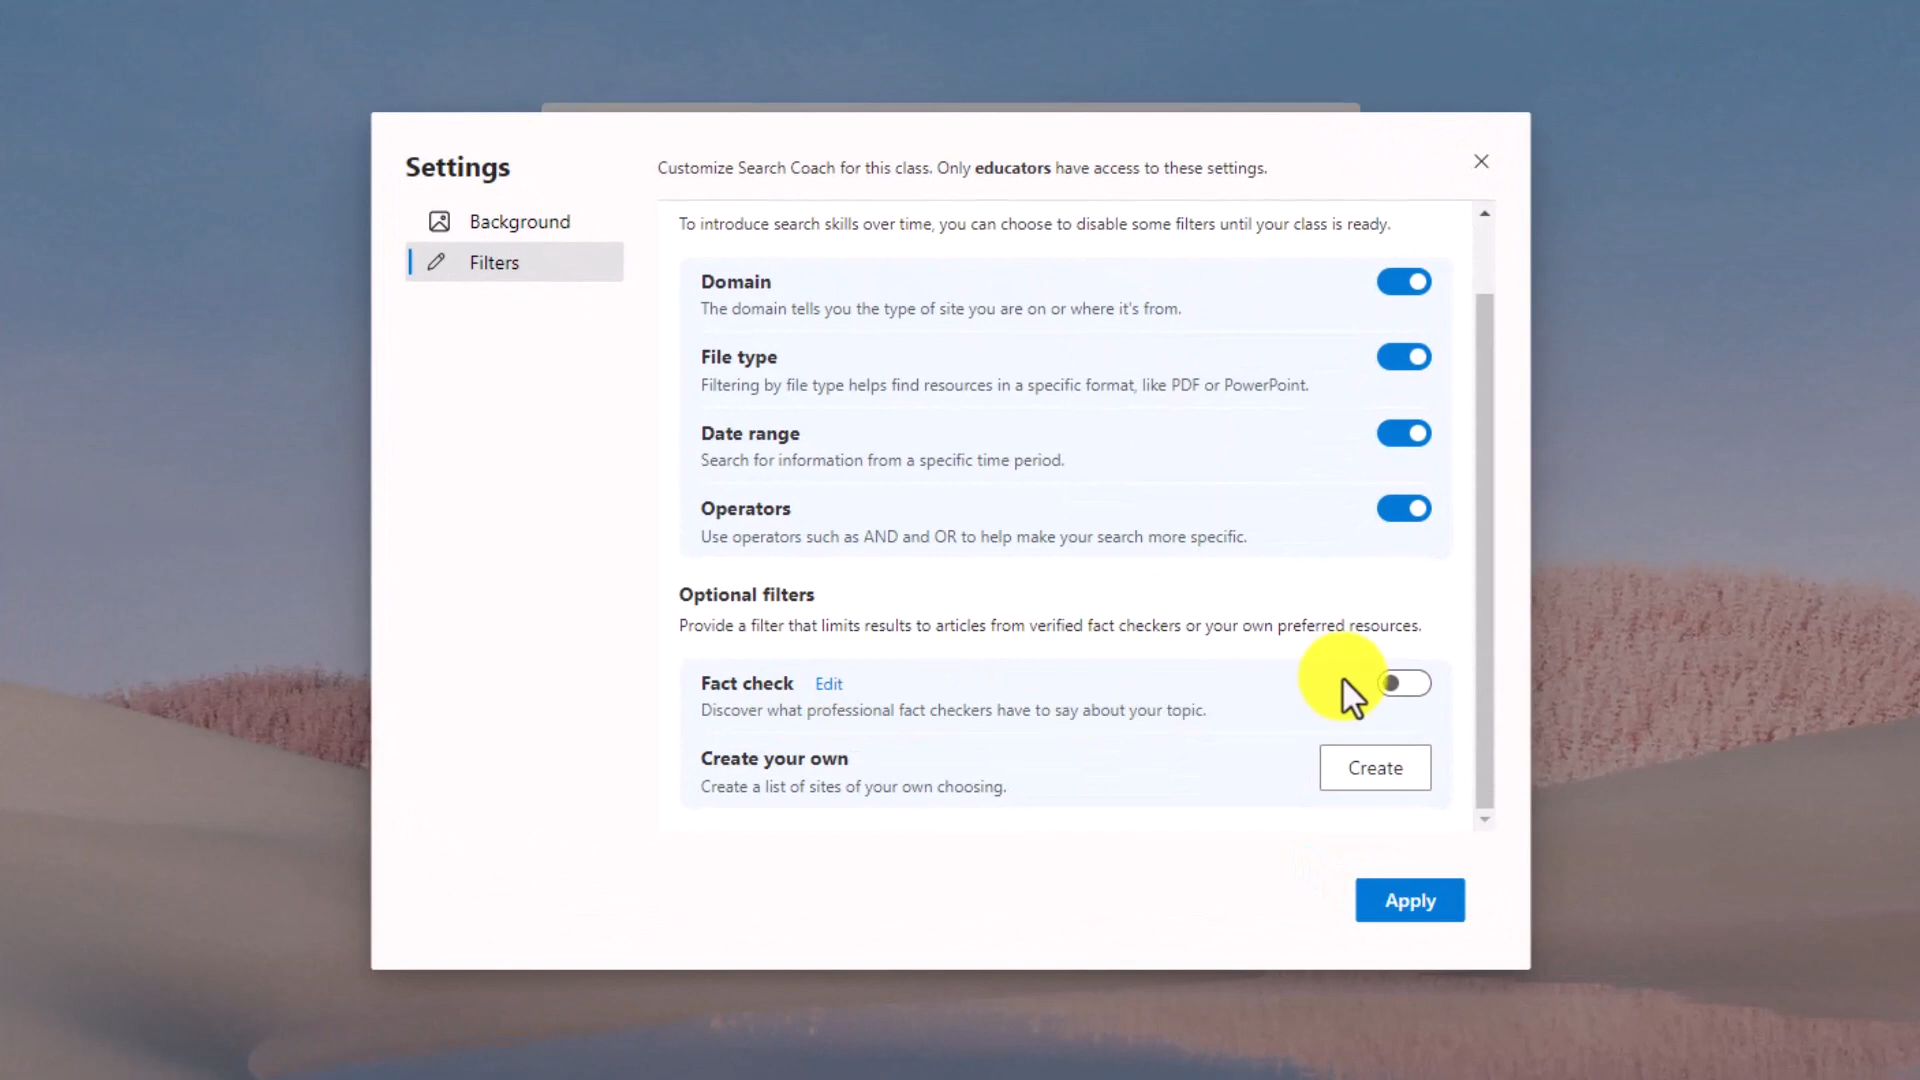 Settings
Customize Search Coach for this class. Only educators have access to these settings.
Background
Filters
To introduce search skills over time, you can choose to disable some filters until your class is ready.
Domain
The domain tells you the type of site you are on or where it's from.
File type
Filtering by file type helps find resources in a specific format, like PDF or PowerPoint.
Date range
Search for information from a specific time period.
Operators
Use operators such as AND and OR to help make your search more specific.
Optional filters
Provide a filter that limits results to articles from verified fact checkers or your own preferred resources.
Fact check Edit
Discover what professional fact checkers have to say about your topic.
Create your own
Create a list of sites of your own choosing.
Create
Apply